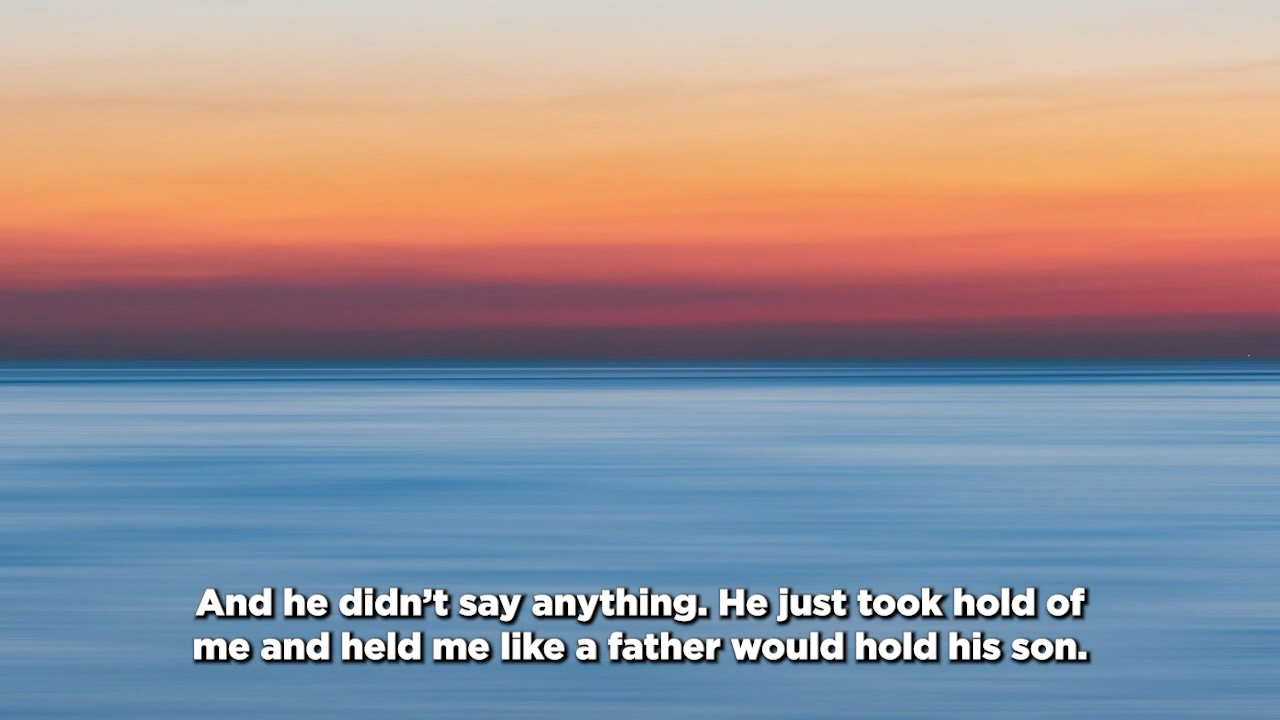 And he didn’t say anything. He just took hold of
me and held me like a father would hold his son.